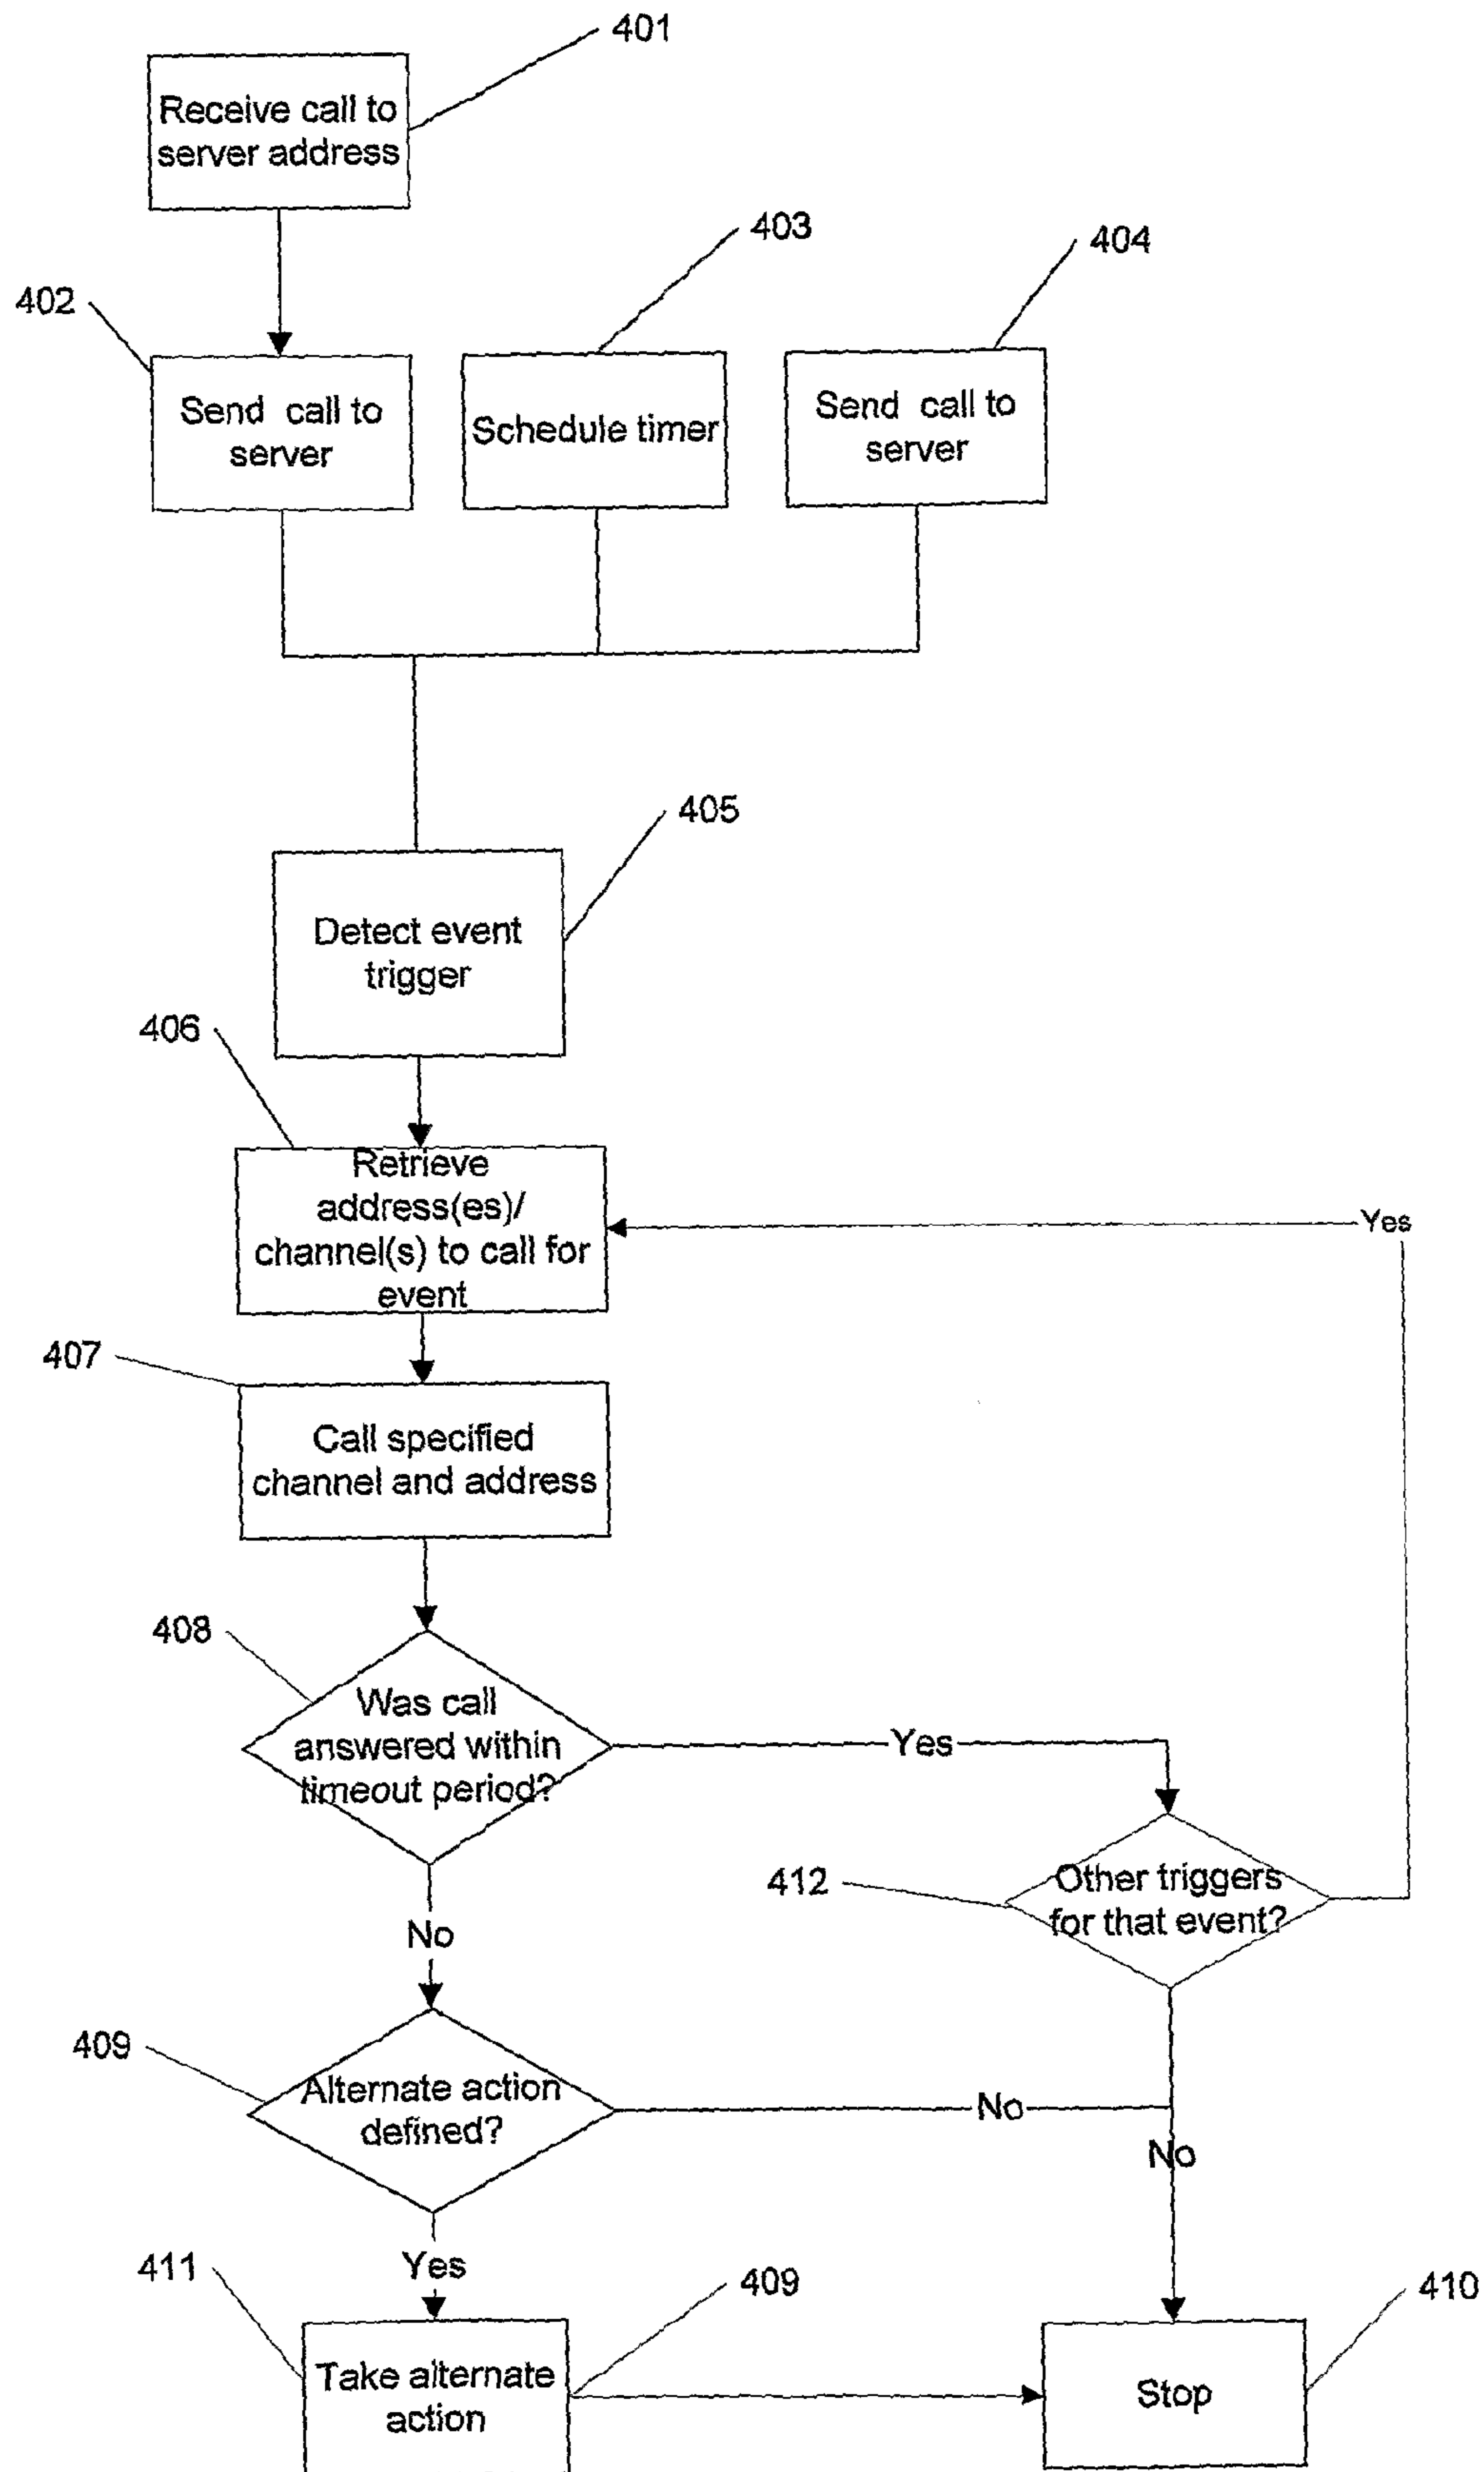 401
Receive call to
server address
403
404
402
Send call to
server
Schedule timer
Send call to
server
405
Detect event
trigger
406
Retrieve
address(es)/
channel(s) to call for
event
Yes
407
Call specified
channel and address
408
Was call
answered within
timeout period?
Yes
412
Other triggers
for that event?
No
409
Alternate action
defined?
No
No
Yes
411
409
410
Take alternate
action
Stop